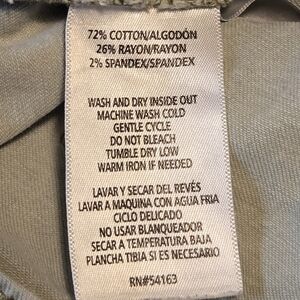 72% COTTON/ALGODÓN
26% RAYON/RAYON
2% SPANDEX/SPANDEX
WASH AND DRY INSIDE OUT
MACHINE WASH COLD
GENTLE CYCLE
DO NOT BLEACH
TUMBLE DRY LOW
WARM IRON IF NEEDED
LAVAR Y SECAR DEL REVÉS
LAVAR A MAQUINA CON AGUA FRIA
CICLO DELICADO
NO USAR BLANQUEADOR
SECAR A TEMPERATURA BAJA
PLANCHA TIBIA SI ES NECESARIO
RN#54163